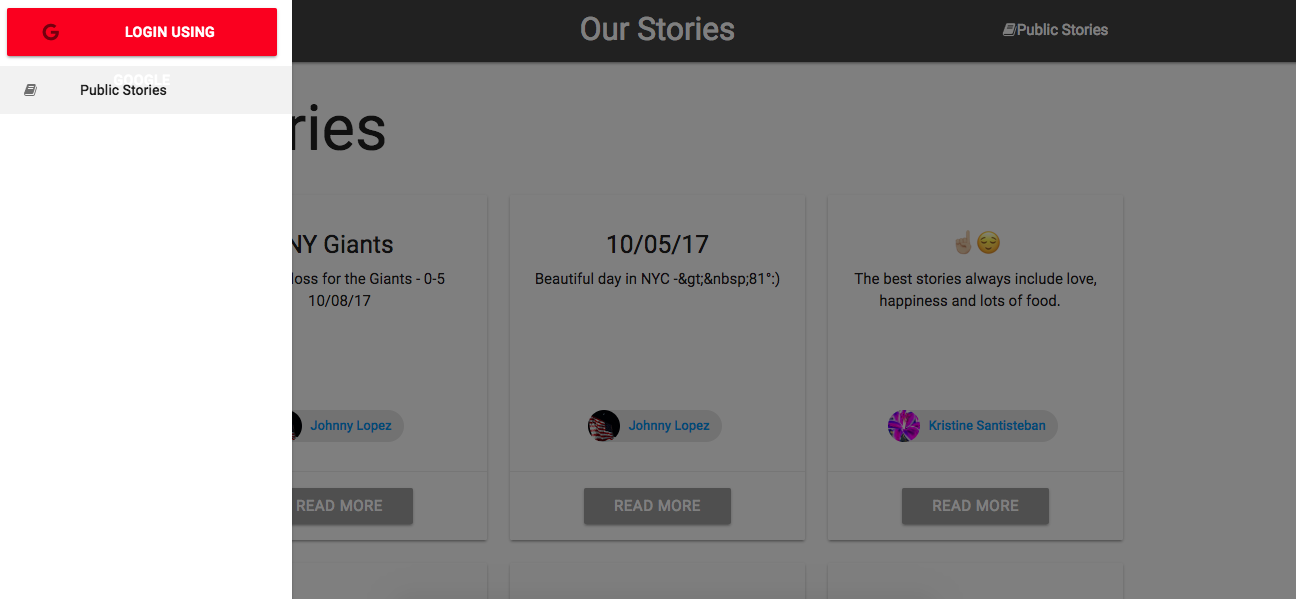 LOGIN USING
GOOGLE
Public Stories
Our Stories
Public Stories
ries
NY Giants
loss for the Giants - 0-5
10/08/17
Johnny Lopez
READ MORE
10/05/17
Beautiful day in NYC -&gt;&nbsp;81°:)
Johnny Lopez
READ MORE
☝🏼😌
The best stories always include love,
happiness and lots of food.
Kristine Santisteban
READ MORE